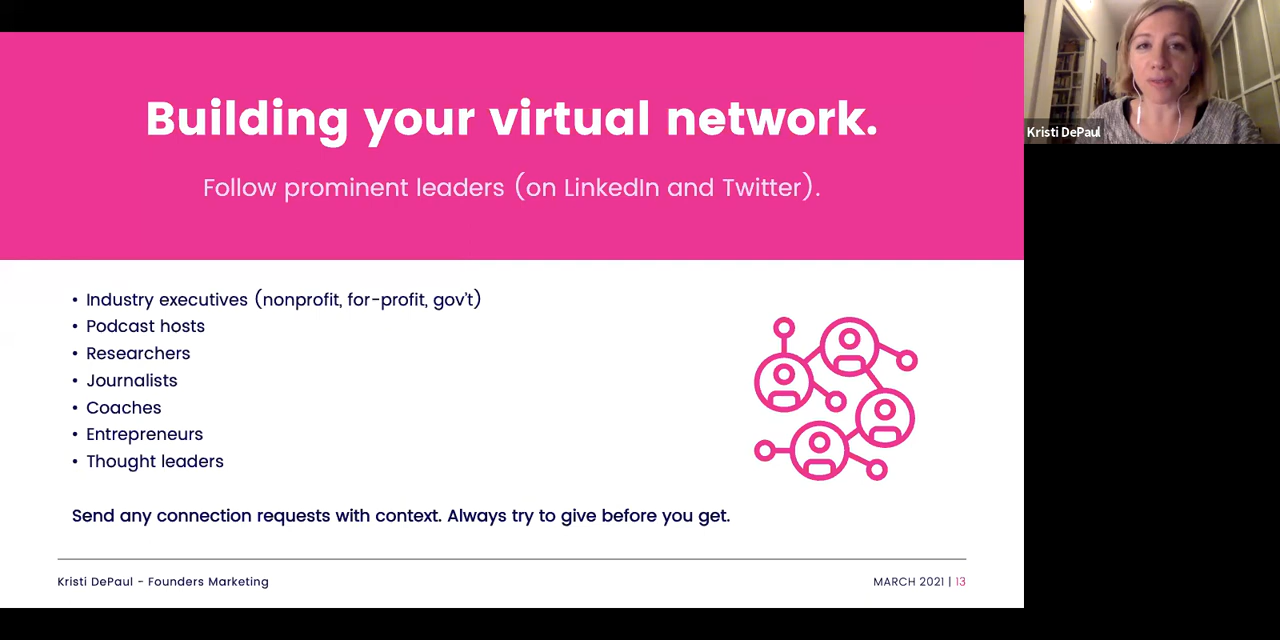 Building your virtual network.
Follow prominent leaders (on LinkedIn and Twitter).
• Industry executives (nonprofit, for-profit, gov't)
• Podcast hosts
• Researchers
• Journalists
• Coaches
• Entrepreneurs
• Thought leaders
Send any connection requests with context. Always try to give before you get.
Kristi DePaul - Founders Marketing
MARCH 2021 | 13
Kristi DePaul